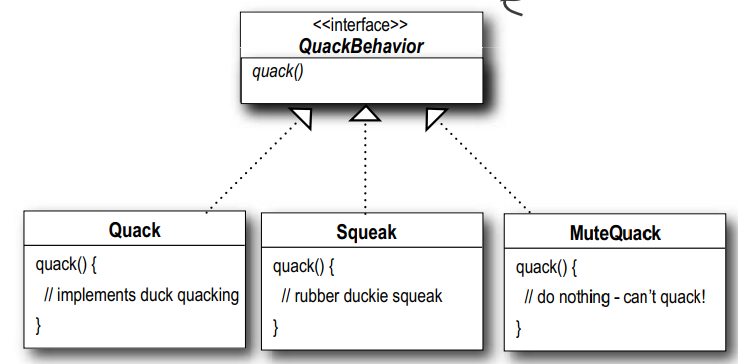 <<interface>>
QuackBehavior
quack()
Quack
quack() {
// implements duck quacking
}
Squeak
quack() {
// rubber duckie squeak
}
MuteQuack
quack() {
// do nothing - can't quack!
}